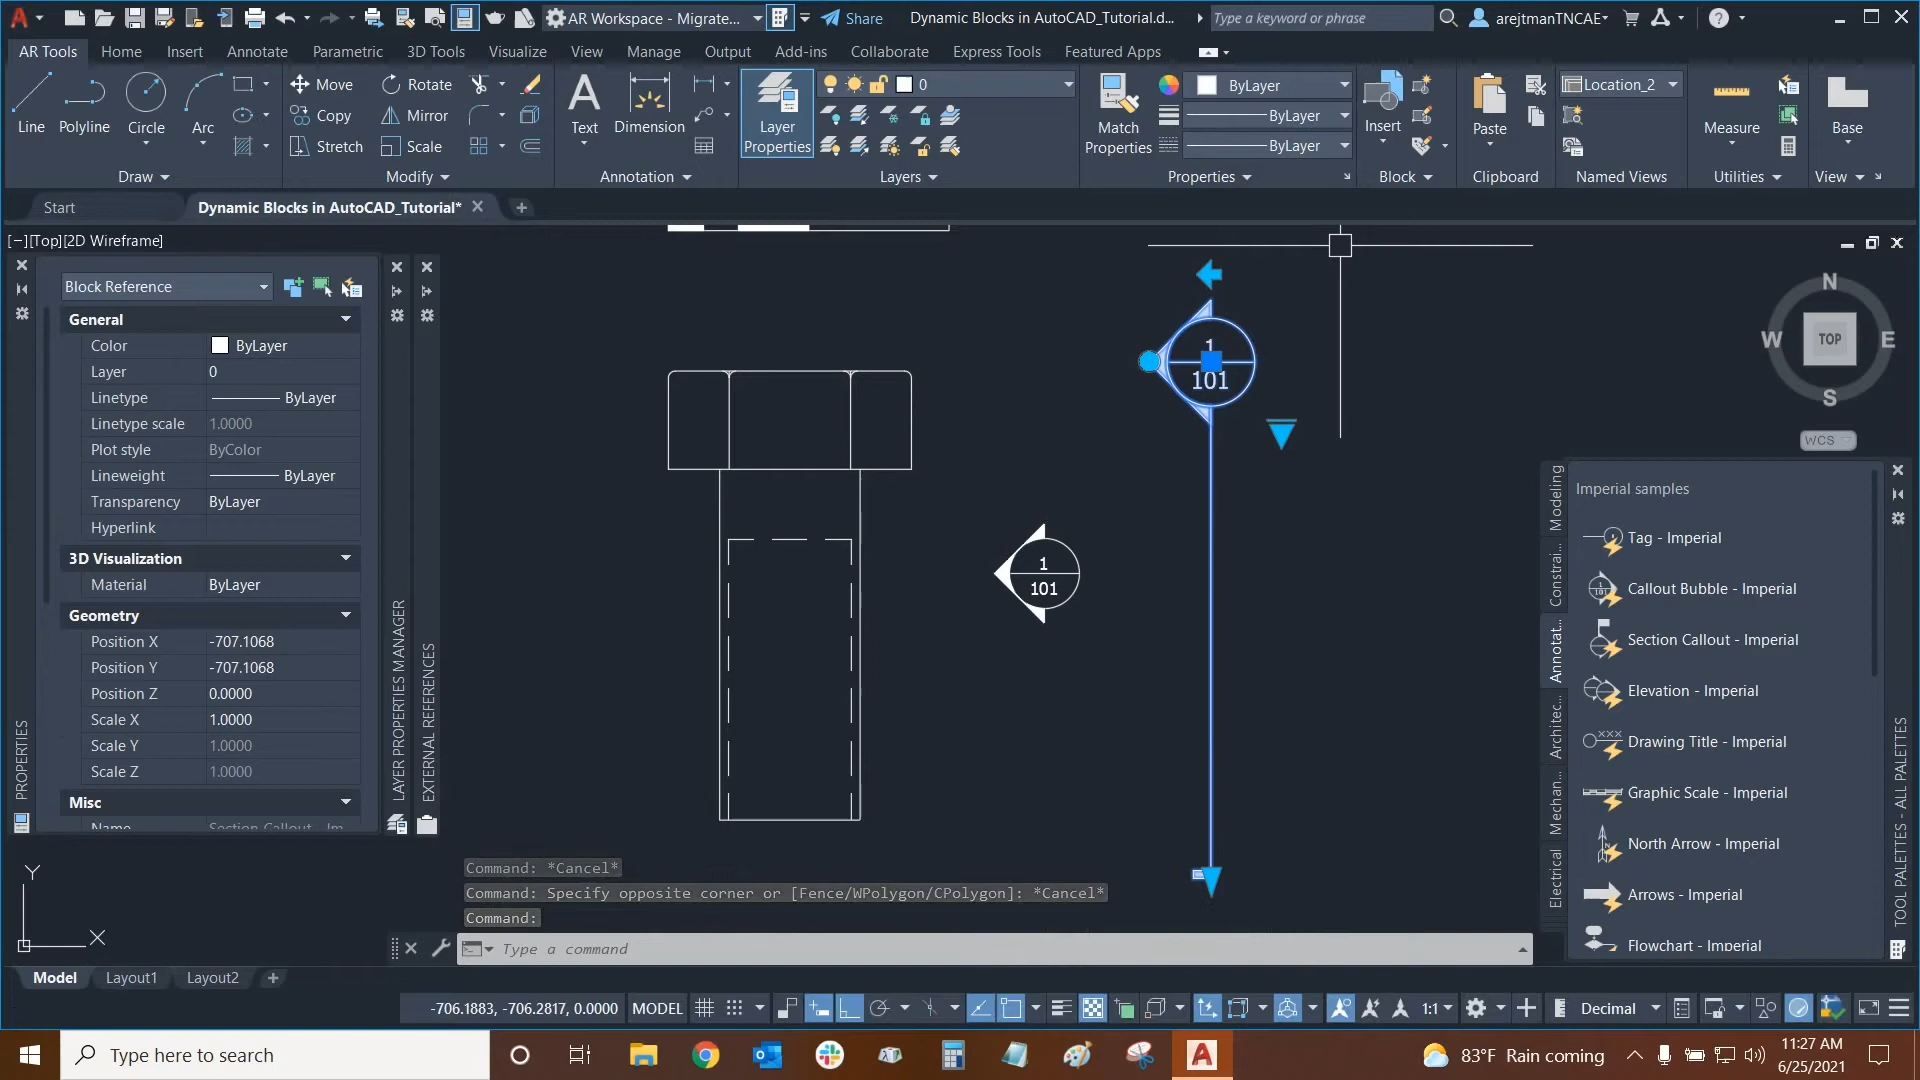 AR Workspace - Migrate...
Share
Dynamic Blocks in AutoCAD_Tutorial.d...
Type a keyword or phrase
arejtmanTNCAE
AR Tools
Home
Insert
Annotate
Parametric
3D Tools
Visualize
View
Manage
Output
Add-ins
Collaborate
Express Tools
Featured Apps
Line
Polyline
Circle
Arc
Draw
Move
Rotate
Copy
Mirror
Stretch
Scale
Modify
Text
Dimension
Annotation
Layer
Properties
0
Layers
Match
Properties
ByLayer
ByLayer
ByLayer
Properties
Insert
Block
Paste
Clipboard
Location_2
Named Views
Measure
Utilities
Base
View
Start
Dynamic Blocks in AutoCAD_Tutorial*
[−][Top][2D Wireframe]
Block Reference
General
Color ByLayer
Layer 0
Linetype ByLayer
Linetype scale 1.0000
Plot style ByColor
Lineweight ByLayer
Transparency ByLayer
Hyperlink
3D Visualization
Material ByLayer
Geometry
Position X -707.1068
Position Y -707.1068
Position Z 0.0000
Scale X 1.0000
Scale Y 1.0000
Scale Z 1.0000
Misc
Name Section Callout - Im
PROPERTIES
LAYER PROPERTIES MANAGER
EXTERNAL REFERENCES
1
101
1
101
N
W
TOP
E
S
WCS
Modeling
Constrai...
Annotat...
Architec...
Mechan...
Electrical
Imperial samples
Tag - Imperial
Callout Bubble - Imperial
Section Callout - Imperial
Elevation - Imperial
Drawing Title - Imperial
Graphic Scale - Imperial
North Arrow - Imperial
Arrows - Imperial
Flowchart - Imperial
TOOL PALETTES - ALL PALETTES
Y
X
Command: *Cancel*
Command: Specify opposite corner or [Fence/WPolygon/CPolygon]: *Cancel*
Command:
Type a command
Model
Layout1
Layout2
-706.1883, -706.2817, 0.0000
MODEL
1:1
Decimal
Type here to search
83°F Rain coming
11:27 AM
6/25/2021